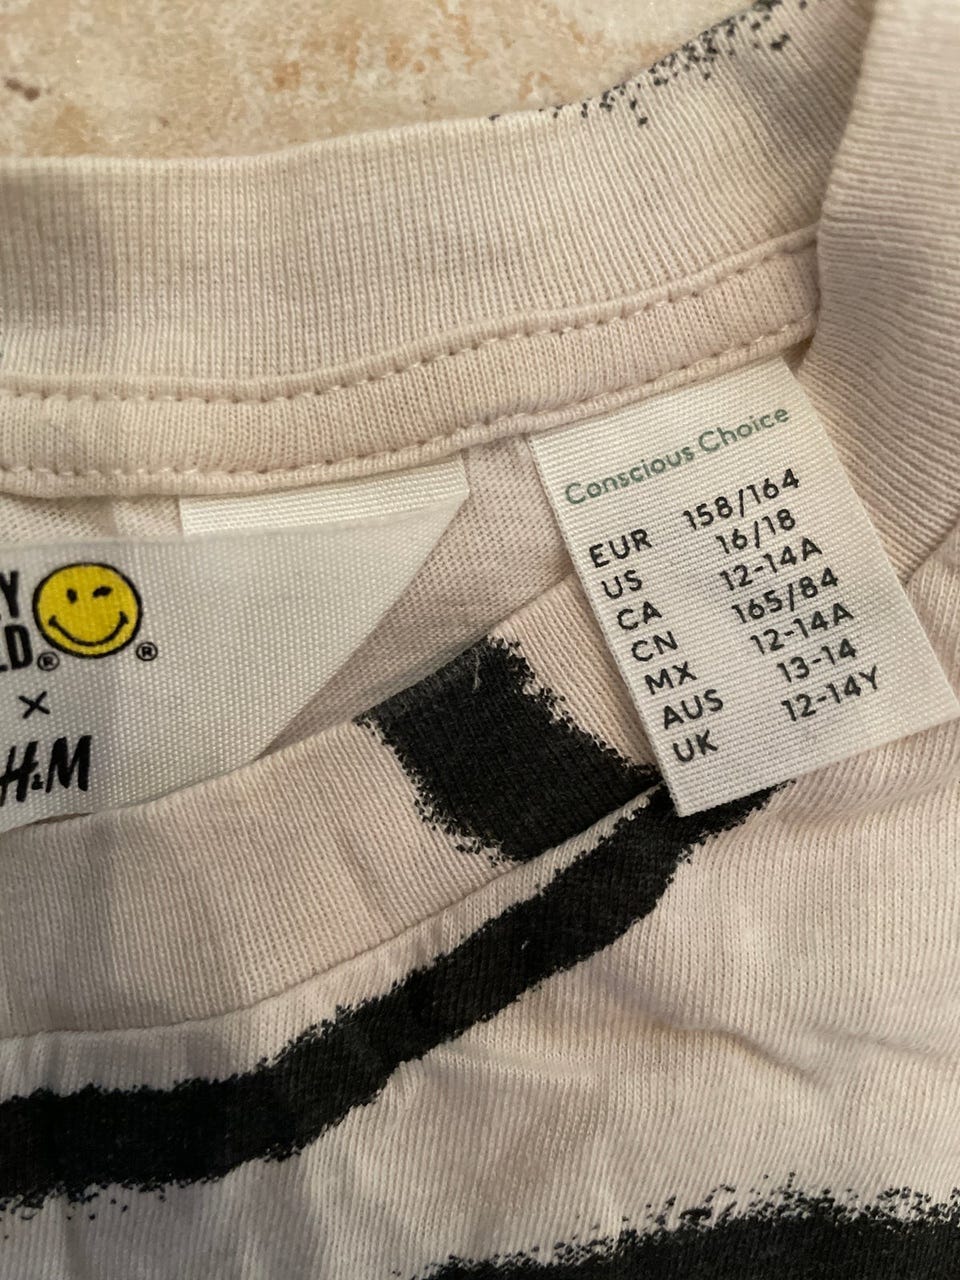 Conscious Choice
EUR 158/164
US 16/18
CA 12-14A
CN 165/84
MX 12-14A
AUS 13-14
UK 12-14Y
® ®
×
H&M